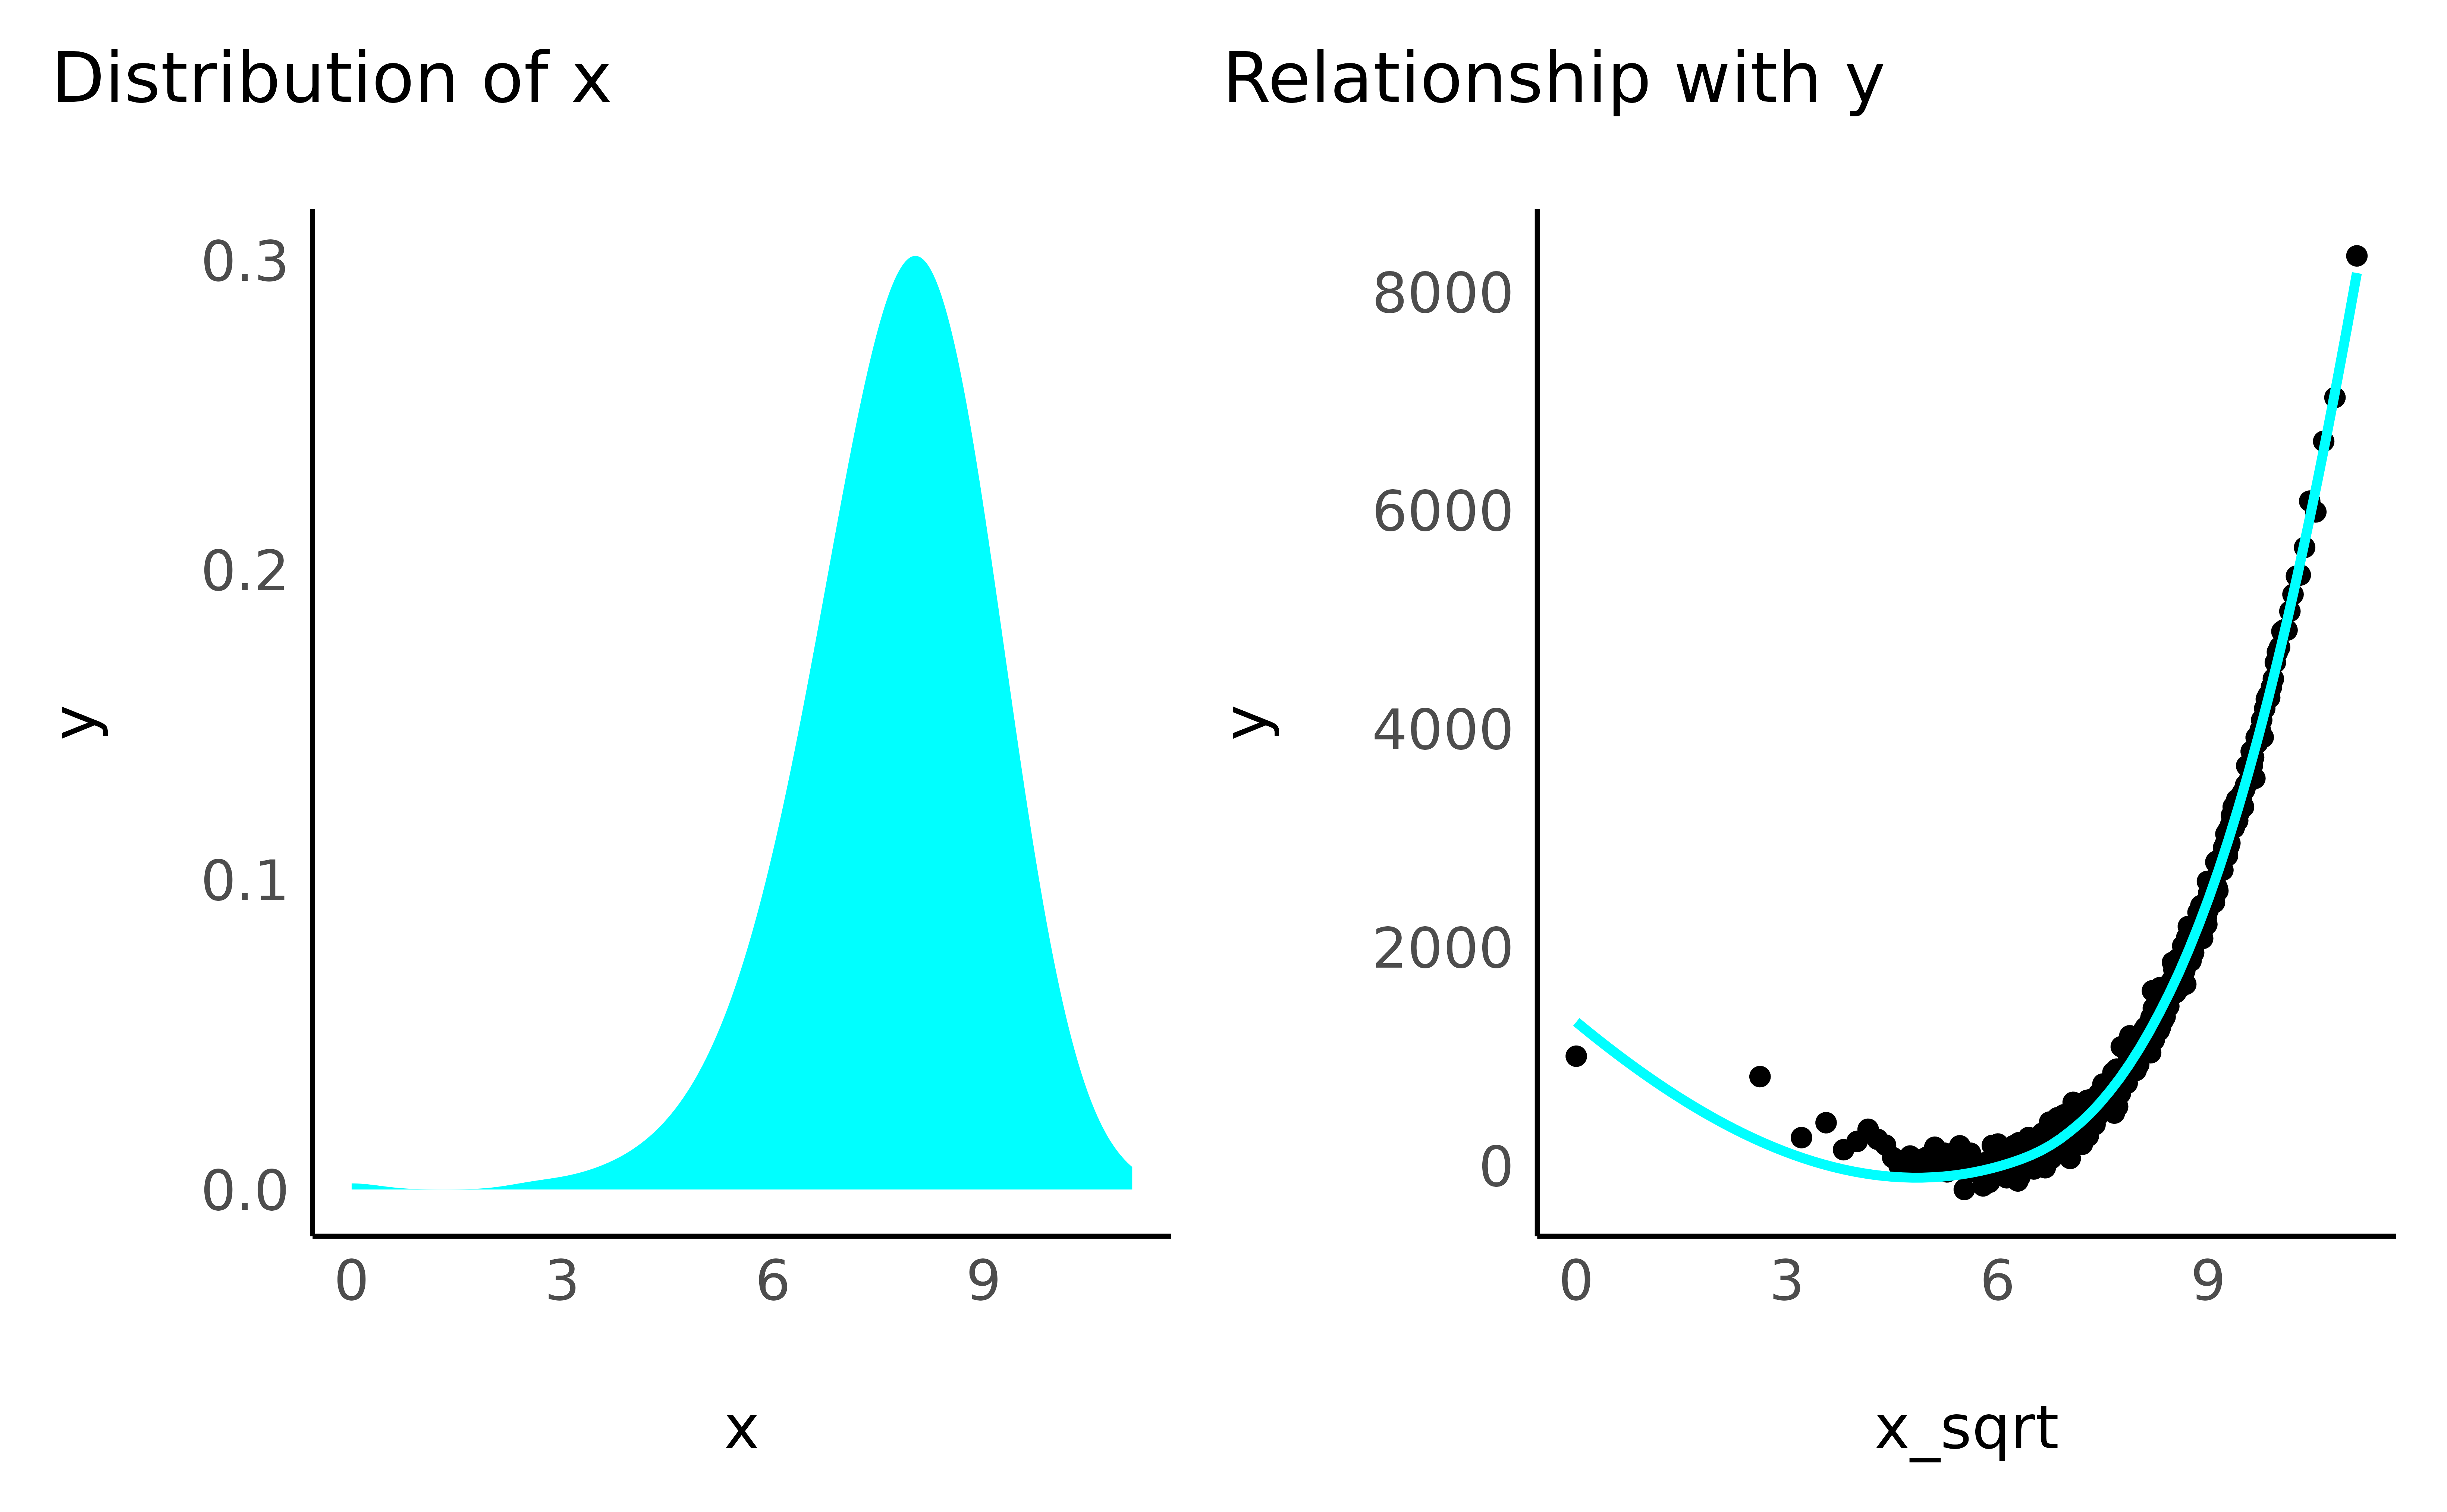 Distribution of x
0.3
0.2
0.1
0.0
y
0 3 6 9
x
Relationship with y
8000
6000
4000
2000
0
y
0 3 6 9
x_sqrt